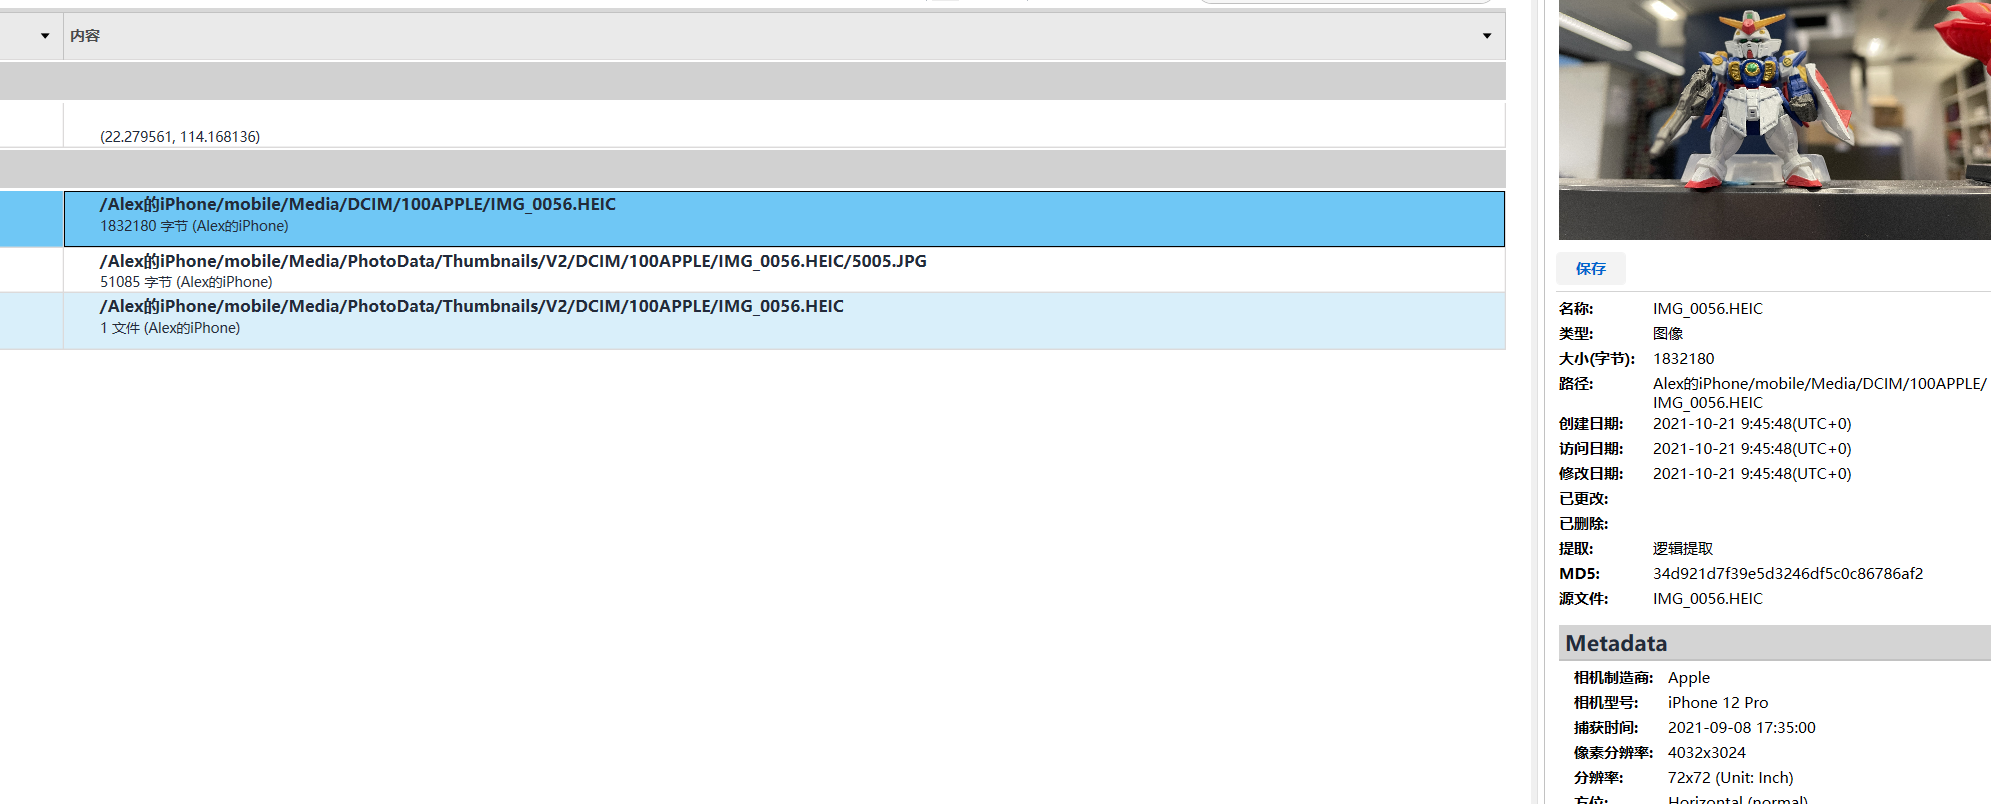 内容
(22.279561, 114.168136)
/Alex的iPhone/mobile/Media/DCIM/100APPLE/IMG_0056.HEIC
1832180 字节 (Alex的iPhone)
/Alex的iPhone/mobile/Media/PhotoData/Thumbnails/V2/DCIM/100APPLE/IMG_0056.HEIC/5005.JPG
51085 字节 (Alex的iPhone)
/Alex的iPhone/mobile/Media/PhotoData/Thumbnails/V2/DCIM/100APPLE/IMG_0056.HEIC
1 文件 (Alex的iPhone)
保存
名称: IMG_0056.HEIC
类型: 图像
大小(字节): 1832180
路径: Alex的iPhone/mobile/Media/DCIM/100APPLE/
IMG_0056.HEIC
创建日期: 2021-10-21 9:45:48(UTC+0)
访问日期: 2021-10-21 9:45:48(UTC+0)
修改日期: 2021-10-21 9:45:48(UTC+0)
已更改:
已删除:
提取: 逻辑提取
MD5: 34d921d7f39e5d3246df5c0c86786af2
源文件: IMG_0056.HEIC
Metadata
相机制造商: Apple
相机型号: iPhone 12 Pro
捕获时间: 2021-09-08 17:35:00
像素分辨率: 4032x3024
分辨率: 72x72 (Unit: Inch)
方位: Horizontal (normal)